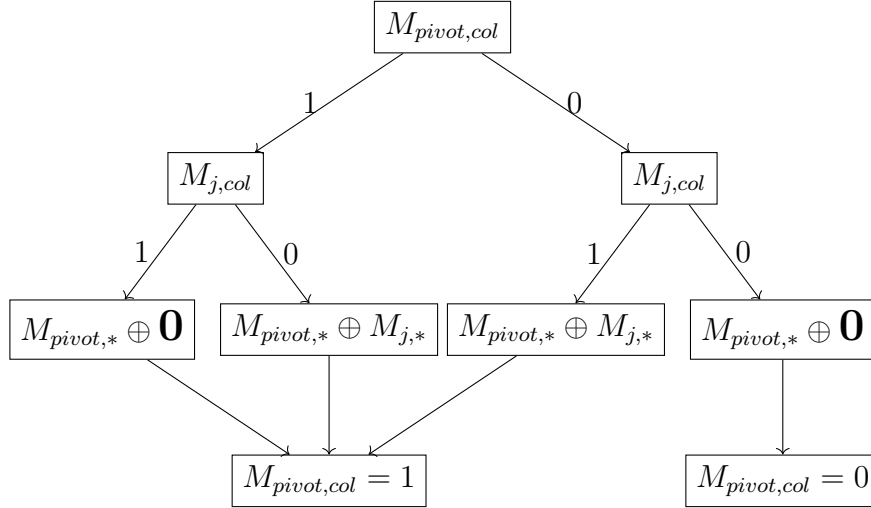 M_{pivot,col}
1
0
M_{j,col}
M_{j,col}
1
0
1
0
M_{pivot,*} ⊕ 0
M_{pivot,*} ⊕ M_{j,*}
M_{pivot,*} ⊕ M_{j,*}
M_{pivot,*} ⊕ 0
M_{pivot,col} = 1
M_{pivot,col} = 0